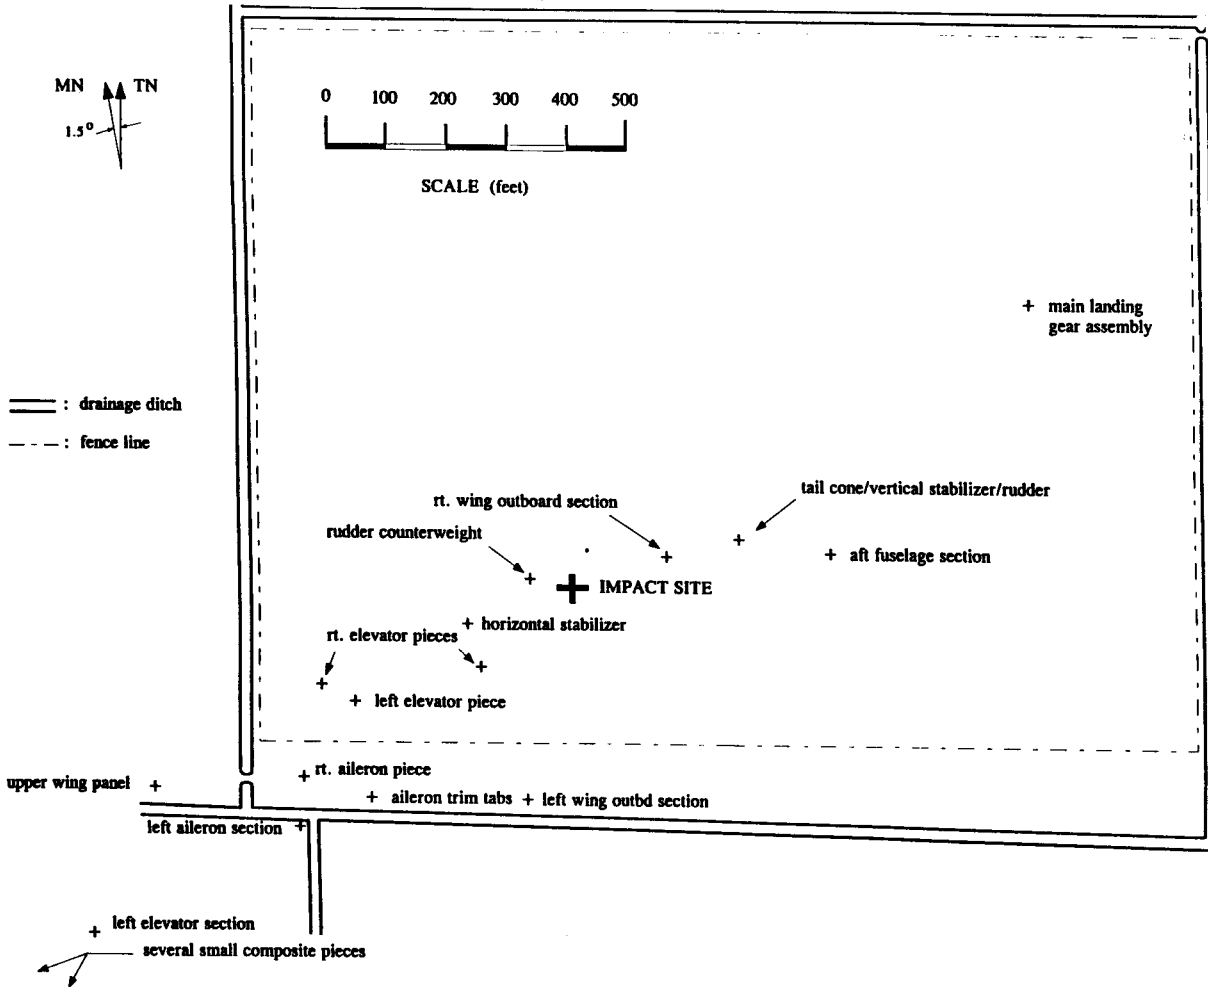 MN TN
1.5°
0 100 200 300 400 500
SCALE (feet)
main landing
gear assembly
: drainage ditch
: fence line
rt. wing outboard section
tail cone/vertical stabilizer/rudder
rudder counterweight
aft fuselage section
IMPACT SITE
horizontal stabilizer
rt. elevator pieces
left elevator piece
rt. aileron piece
upper wing panel
aileron trim tabs
left wing outbd section
left aileron section
left elevator section
several small composite pieces